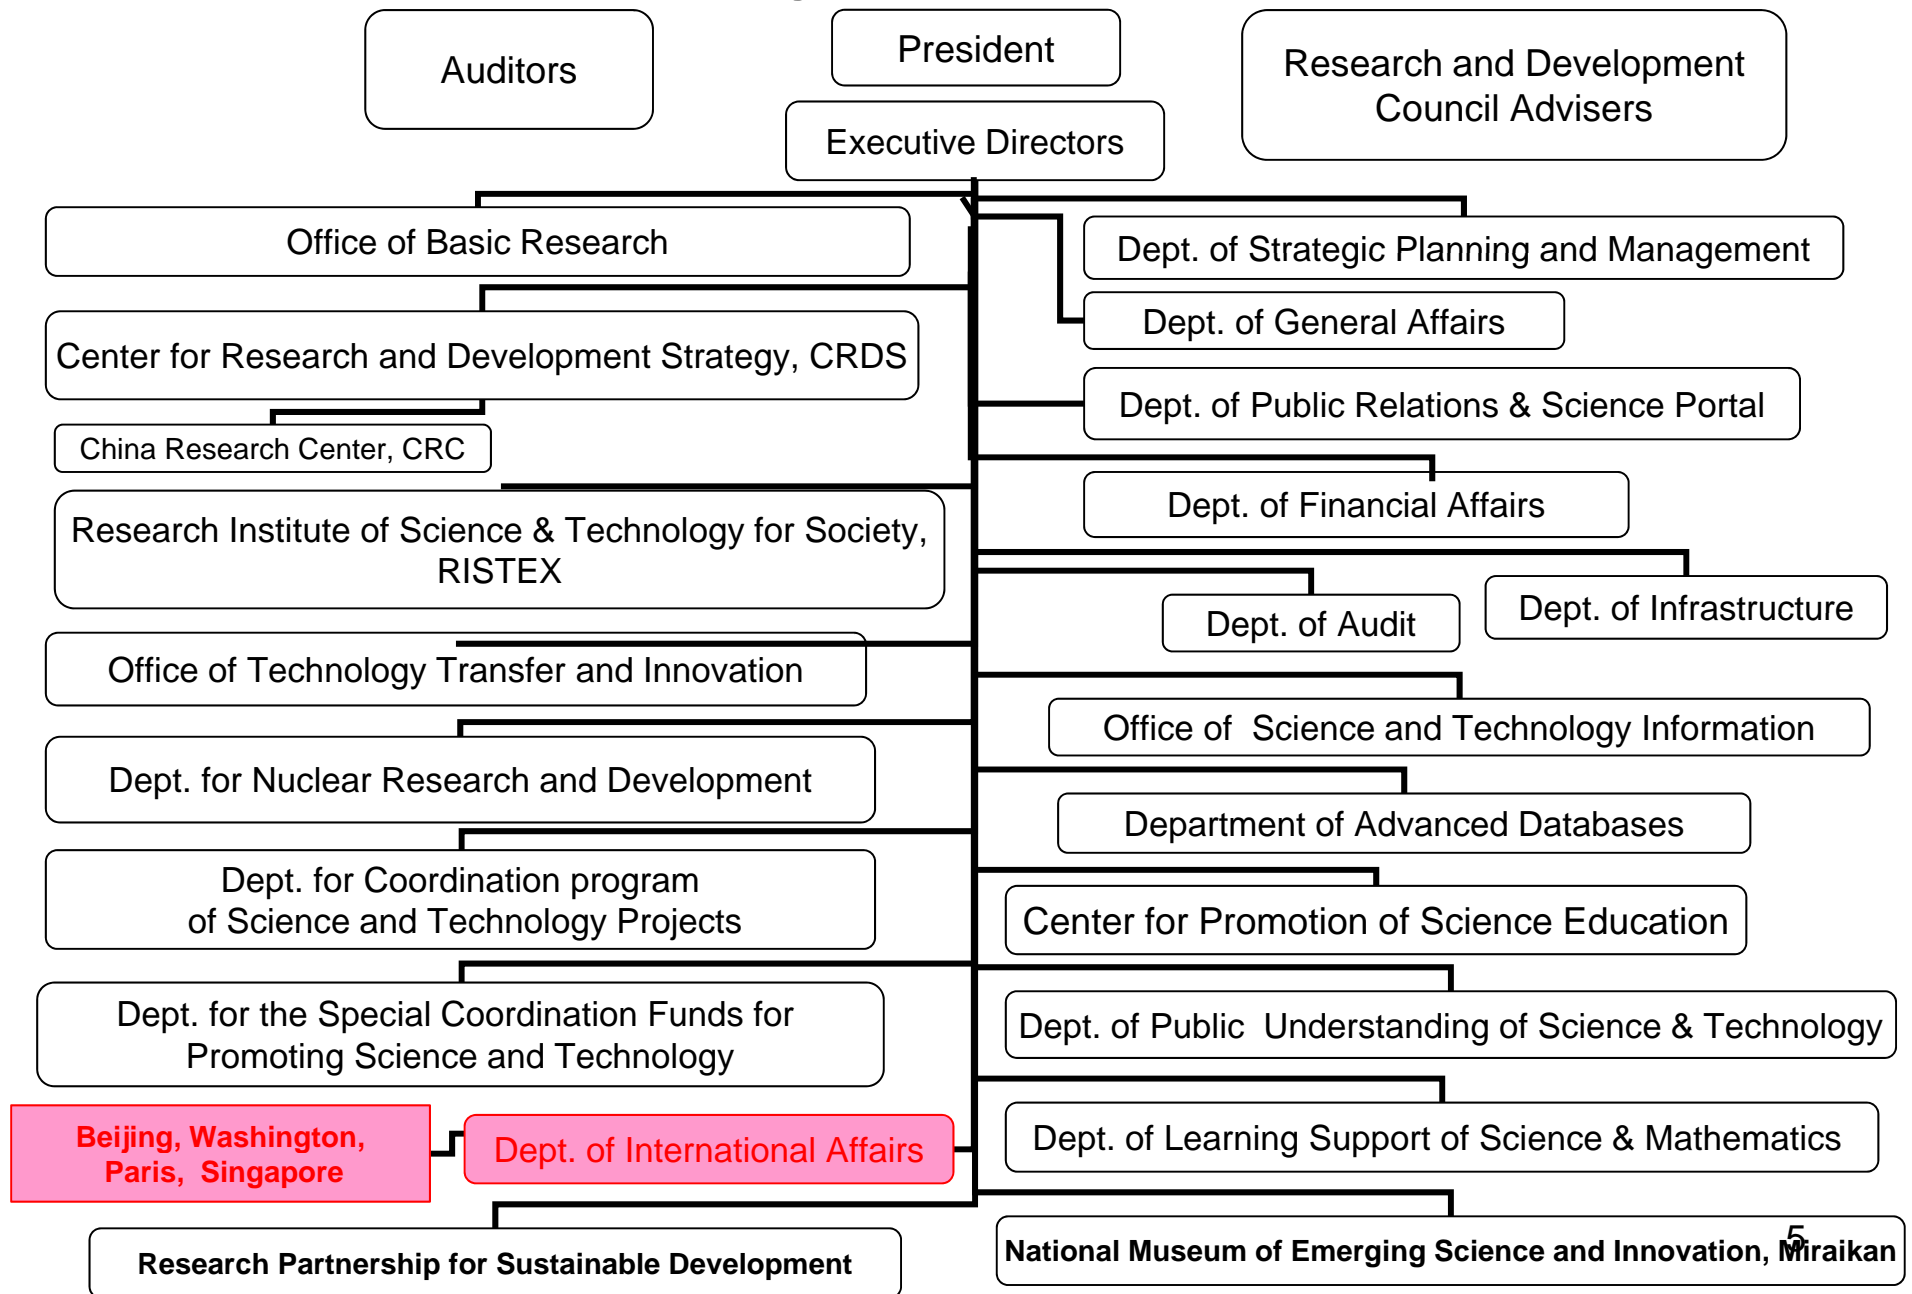 Auditors
President
Research and Development
Council Advisers
Executive Directors
Office of Basic Research
Dept. of Strategic Planning and Management
Dept. of General Affairs
Center for Research and Development Strategy, CRDS
Dept. of Public Relations & Science Portal
China Research Center, CRC
Dept. of Financial Affairs
Research Institute of Science & Technology for Society,
RISTEX
Dept. of Infrastructure
Dept. of Audit
Office of Technology Transfer and Innovation
Office of  Science and Technology Information
Dept. for Nuclear Research and Development
Department of Advanced Databases
Dept. for Coordination program
of Science and Technology Projects
Center for Promotion of Science Education
Dept. for the Special Coordination Funds for
Promoting Science and Technology
Dept. of Public  Understanding of Science & Technology
Beijing, Washington,
Paris,  Singapore
Dept. of International Affairs
Dept. of Learning Support of Science & Mathematics
Research Partnership for Sustainable Development
National Museum of Emerging Science and Innovation, Miraikan
5